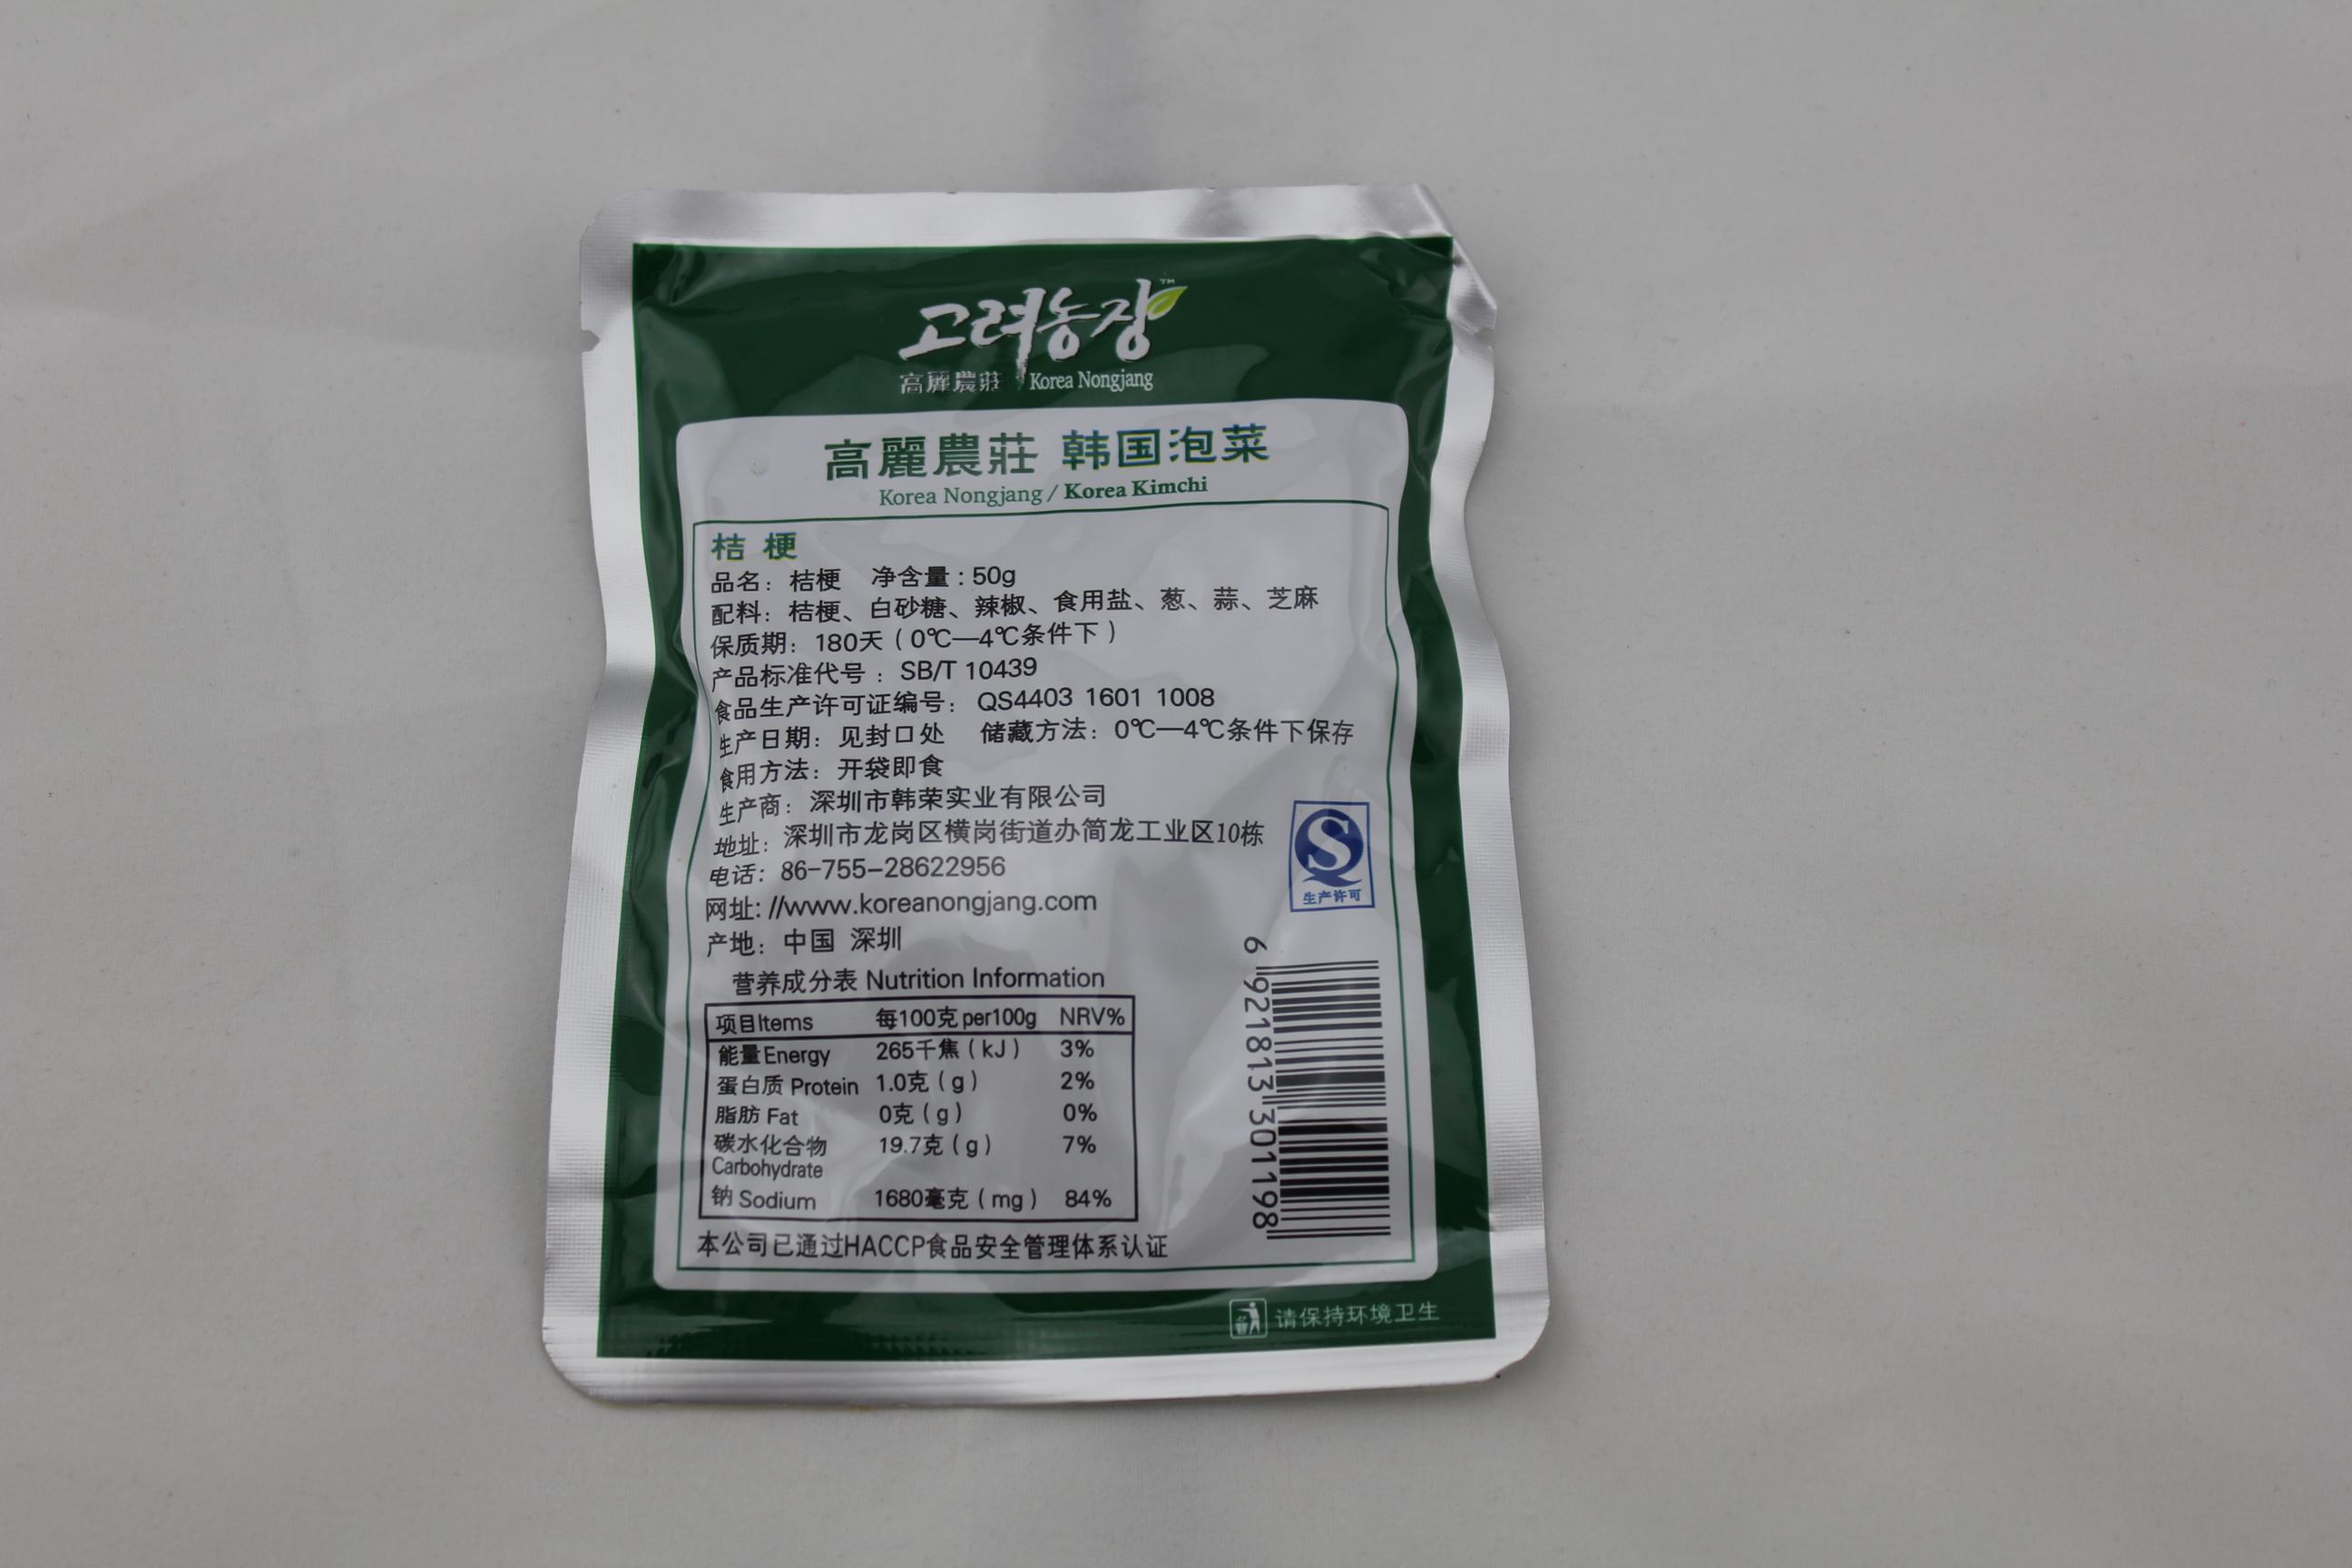 고려농장™
高麗農莊 Korea Nongjang
高麗農莊 韩国泡菜
Korea Nongjang / Korea Kimchi
桔 梗
品名：桔梗 净含量：50g
配料：桔梗、白砂糖、辣椒、食用盐、葱、蒜、芝麻
保质期：180天（0℃—4℃条件下）
产品标准代号：SB/T 10439
食品生产许可证编号：QS4403 1601 1008
生产日期：见封口处 储藏方法：0℃—4℃条件下保存
食用方法：开袋即食
生产商：深圳市韩荣实业有限公司
地址：深圳市龙岗区横岗街道办简龙工业区10栋
电话：86-755-28622956
网址://www.koreanongjang.com
产地：中国 深圳
生产许可
营养成分表 Nutrition Information
项目Items 每100克 per100g NRV%
能量Energy 265千焦（kJ） 3%
蛋白质 Protein 1.0克（g） 2%
脂肪 Fat 0克（g） 0%
碳水化合物 19.7克（g） 7%
Carbohydrate
钠 Sodium 1680毫克（mg） 84%
6 921813 301198
本公司已通过HACCP食品安全管理体系认证
请保持环境卫生